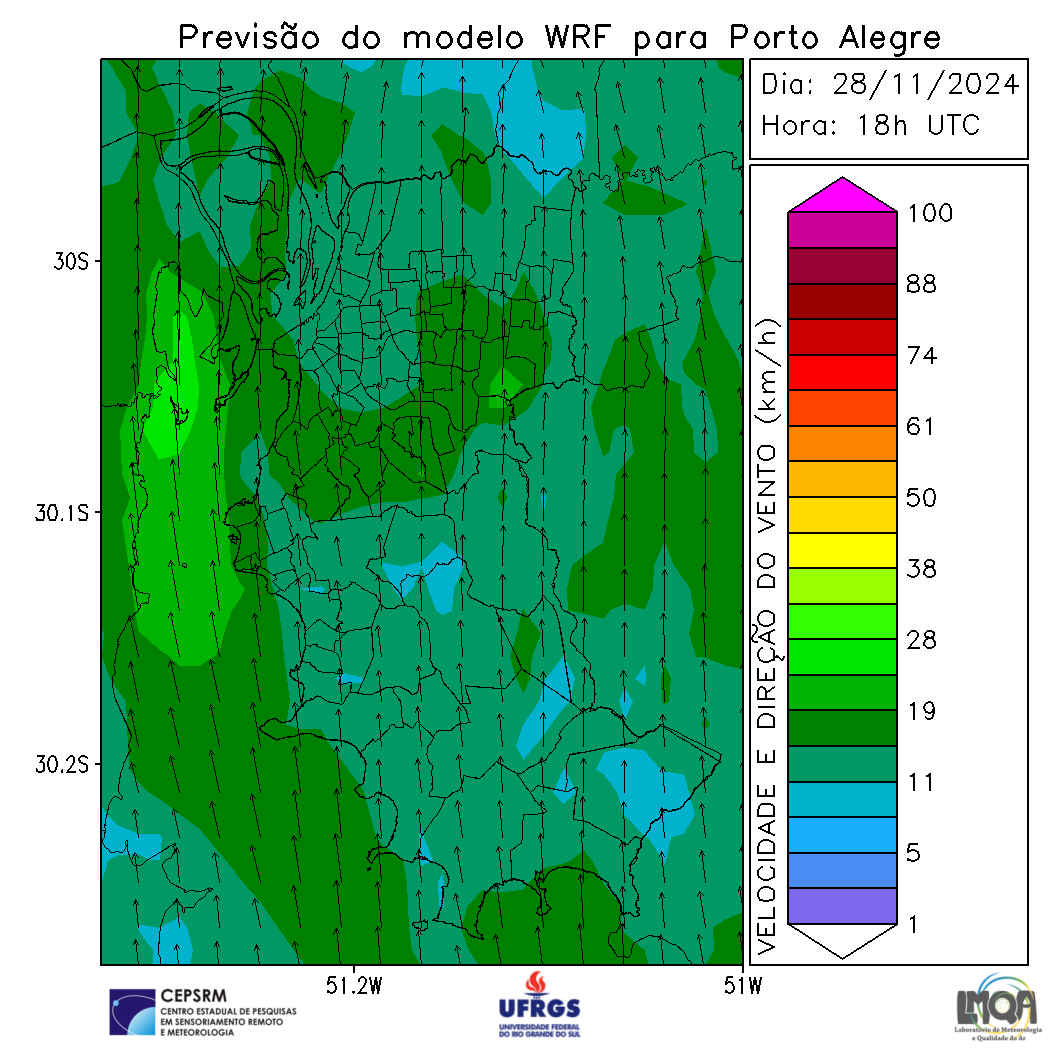 Previsão do modelo WRF para Porto Alegre
Dia: 28/11/2024
Hora: 18h UTC
30S
30.1S
30.2S
51.2W
51W
VELOCIDADE E DIREÇÃO DO VENTO (km/h)
100
88
74
61
50
38
28
19
11
5
1
CEPSRM
CENTRO ESTADUAL DE PESQUISAS
EM SENSORIAMENTO REMOTO
E METEOROLOGIA
UFRGS
UNIVERSIDADE FEDERAL
DO RIO GRANDE DO SUL
LMQA
Laboratório de Meteorologia
e Qualidade do Ar